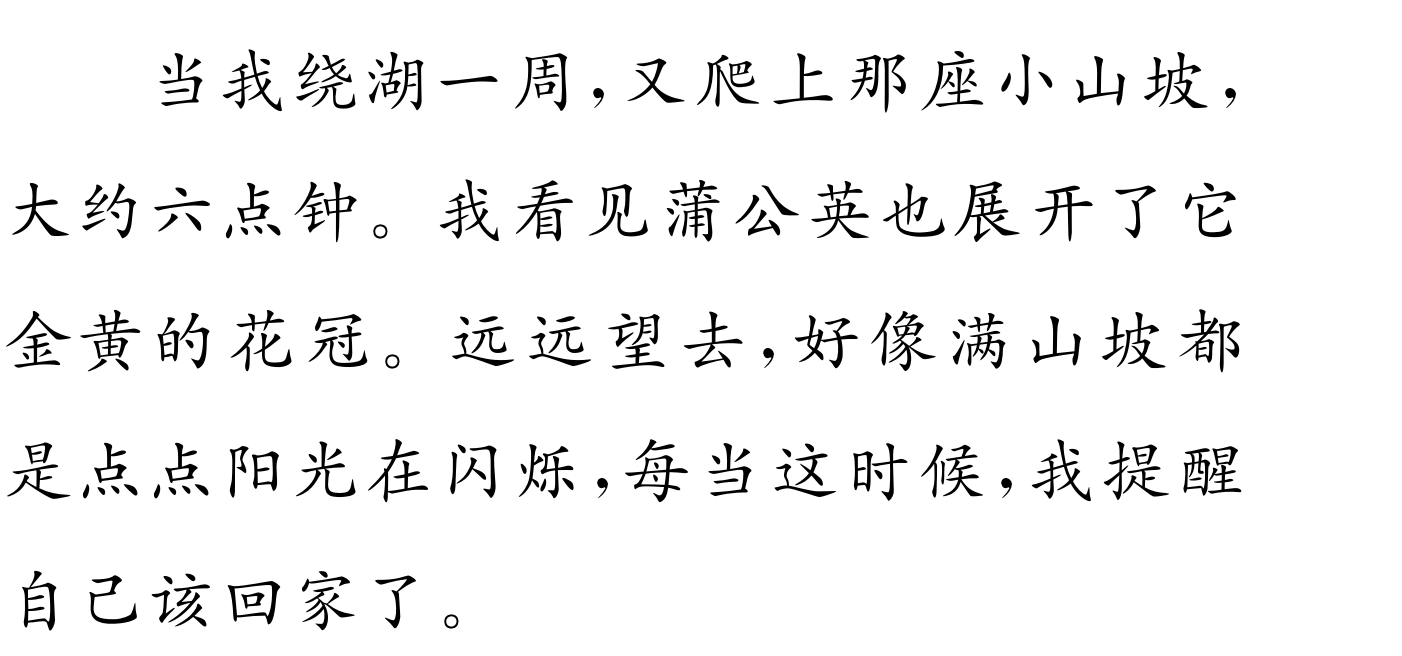 当我绕湖一周,又爬上那座小山坡,
大约六点钟。我看见蒲公英也展开了它
金黄的花冠。远远望去,好像满山坡都
是点点阳光在闪烁,每当这时候,我提醒
自己该回家了。